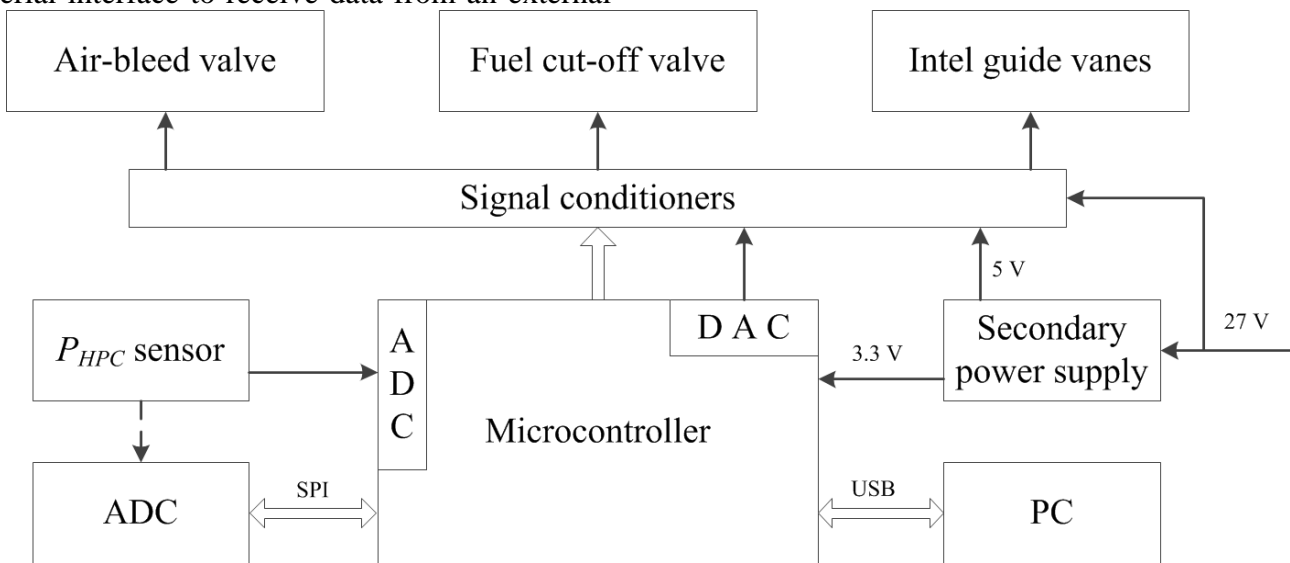 erial interface to receive data from an external
Air-bleed valve
Fuel cut-off valve
Intel guide vanes
Signal conditioners
5 V
27 V
P_HPC sensor
A
D
C
D A C
3.3 V
Secondary
power supply
Microcontroller
ADC
SPI
USB
PC